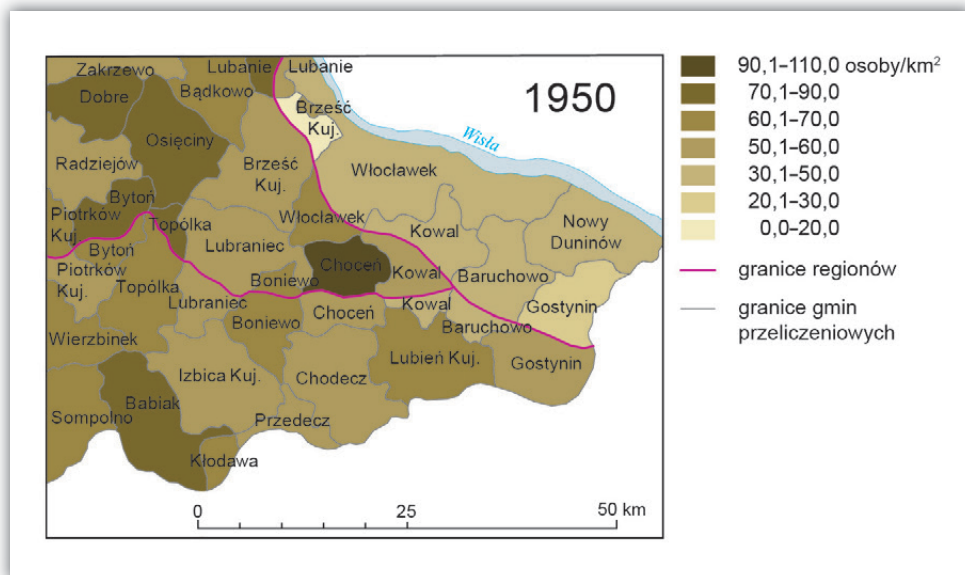 Zakrzewo
Lubanie
Lubanie
Dobre
Bądkowo
1950
Brześć
Kuj.
Osięciny
Wisła
Radziejów
Brześć
Kuj.
Włocławek
Bytoń
Piotrków
Kuj.
Topólka
Włocławek
Kowal
Nowy
Duninów
Bytoń
Lubraniec
Choceń
Kowal
Baruchowo
Piotrków
Kuj.
Topólka
Boniewo
Lubraniec
Kowal
Gostynin
Choceń
Boniewo
Baruchowo
Wierzbinek
Lubień Kuj.
Gostynin
Izbica Kuj.
Chodecz
Babiak
Sompolno
Przedecz
Kłodawa
0
25
50 km
90,1–110,0 osoby/km²
70,1–90,0
60,1–70,0
50,1–60,0
30,1–50,0
20,1–30,0
0,0–20,0
granice regionów
granice gmin
przeliczeniowych